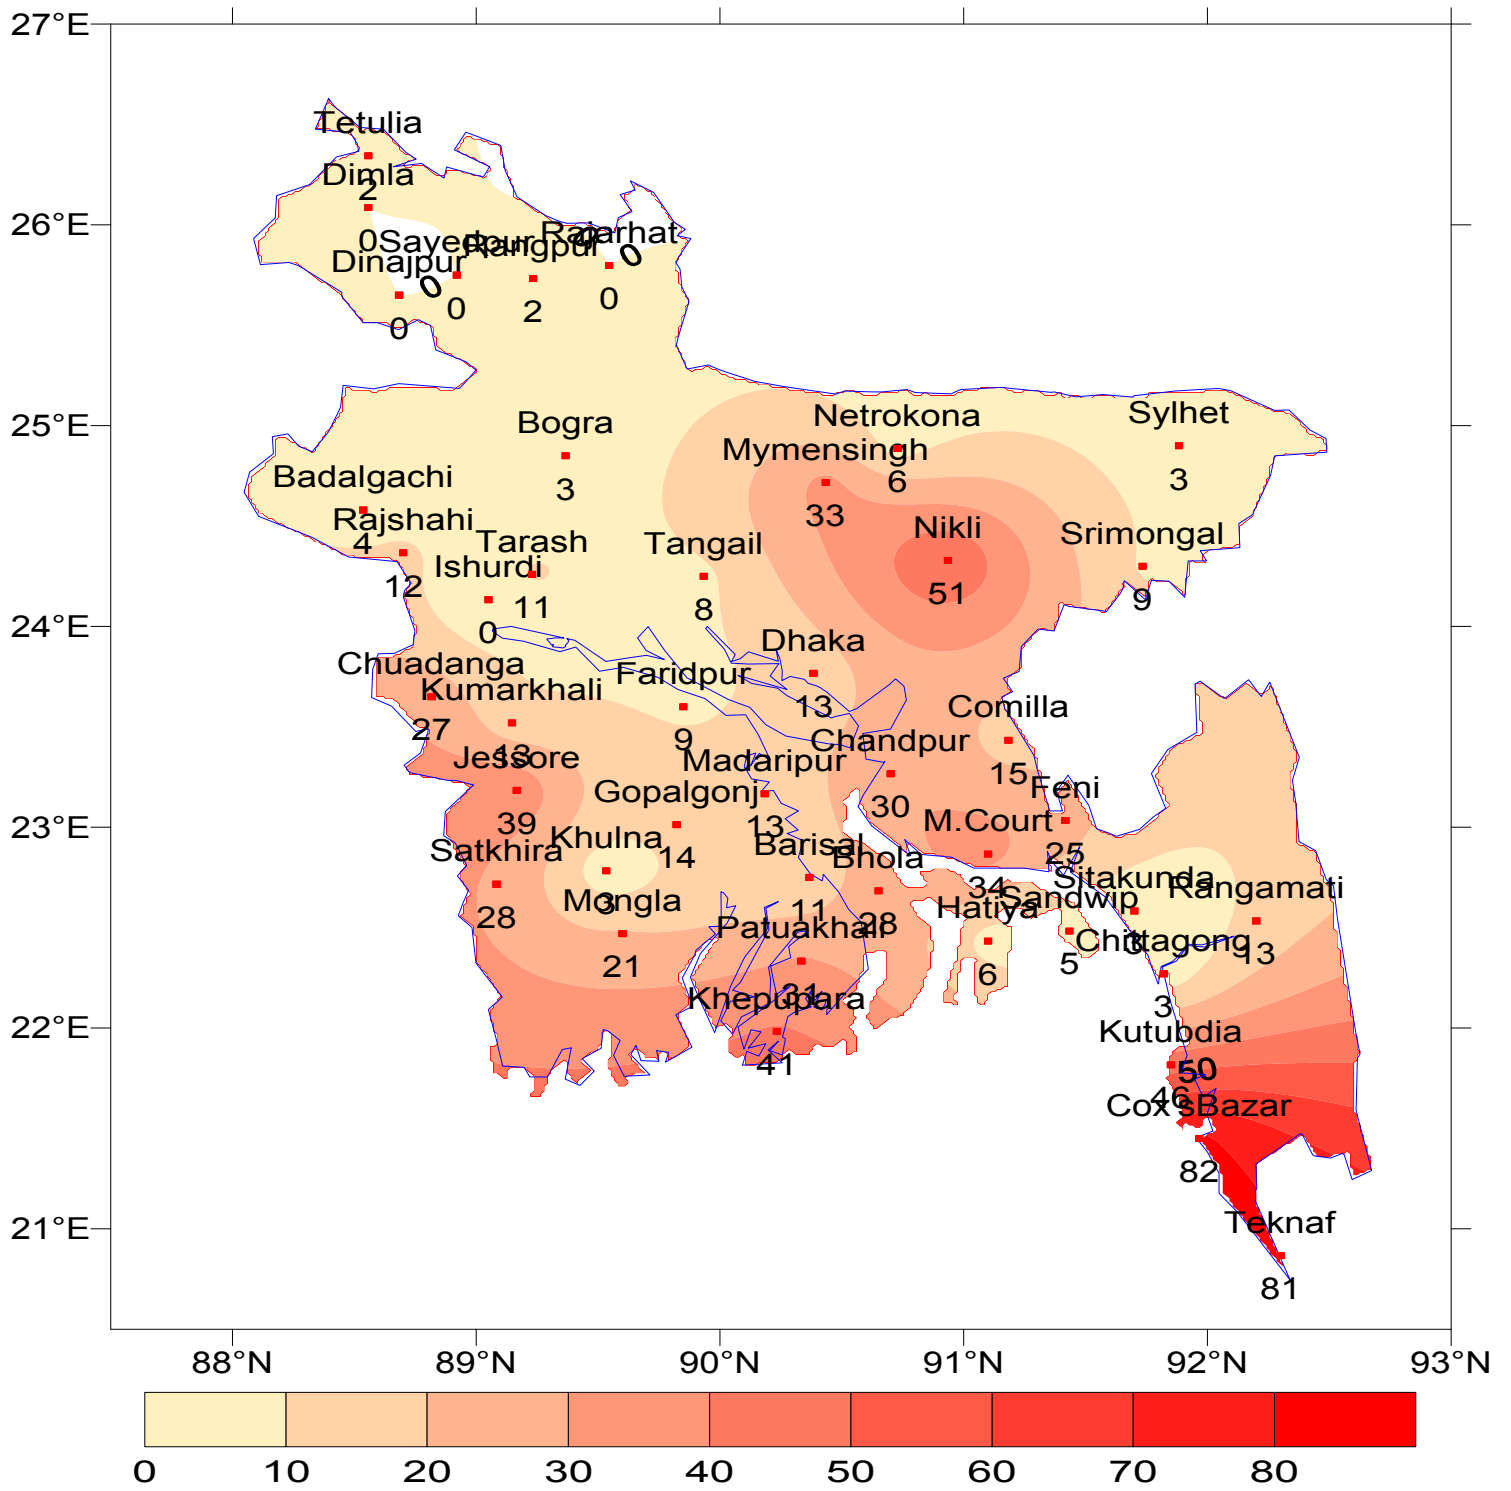 27°E
Tetulia
Dimla
2
26°E
0
Sayedpur
Rangpur
Rajarhat
0
0
Dinajpur
0
0
0
2
0
25°E
Bogra
3
Netrokona
6
Sylhet
3
Mymensingh
33
Badalgachi
4
Rajshahi
12
Tarash
11
Ishurdi
0
Tangail
8
Nikli
51
Srimongal
9
24°E
Chuadanga
27
Kumarkhali
13
Faridpur
9
Dhaka
13
Comilla
15
Jessore
39
Madaripur
13
Chandpur
30
Gopalgonj
14
Feni
25
23°E
M.Court
34
Khulna
3
Satkhira
28
Barisal
11
Bhola
28
Mongla
21
Hatiya
6
Sandwip
5
Sitakunda
3
Rangamati
13
Patuakhali
31
Chittagong
3
22°E
Khepupara
41
Kutubdia
46
50
Cox'sBazar
82
21°E
Teknaf
81
88°N 89°N 90°N 91°N 92°N 93°N
0 10 20 30 40 50 60 70 80